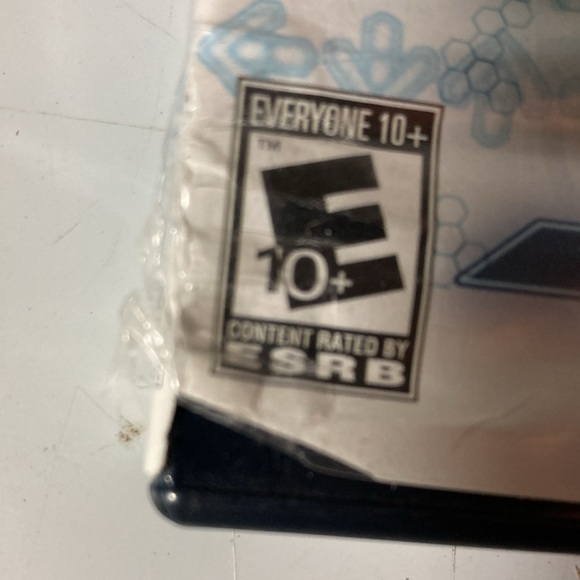 EVERYONE 10+
TM
E
10+
CONTENT RATED BY
ESRB